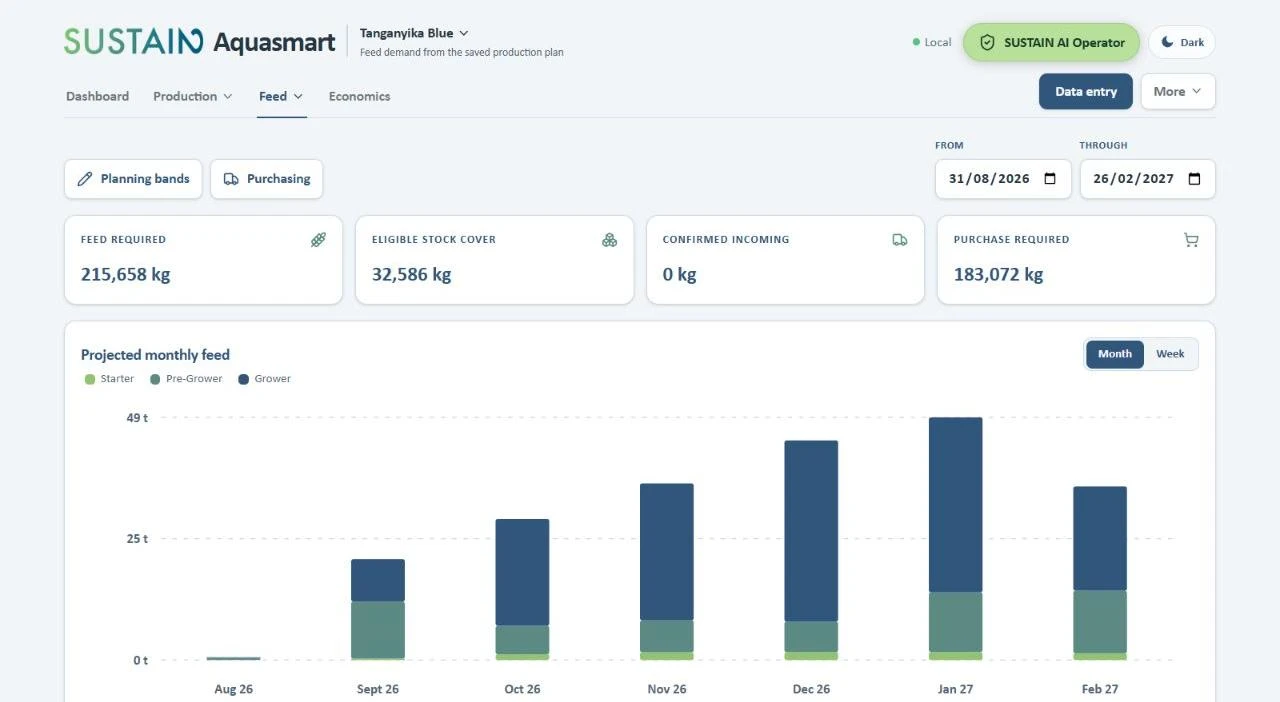 SUSTAIN Aquasmart
Tanganyika Blue
Feed demand from the saved production plan
Local
SUSTAIN AI Operator
Dark
Dashboard
Production
Feed
Economics
Data entry
More
FROM
THROUGH
Planning bands
Purchasing
31/08/2026
26/02/2027
FEED REQUIRED
215,658 kg
ELIGIBLE STOCK COVER
32,586 kg
CONFIRMED INCOMING
0 kg
PURCHASE REQUIRED
183,072 kg
Projected monthly feed
Month
Week
Starter
Pre-Grower
Grower
49 t
25 t
0 t
Aug 26
Sept 26
Oct 26
Nov 26
Dec 26
Jan 27
Feb 27